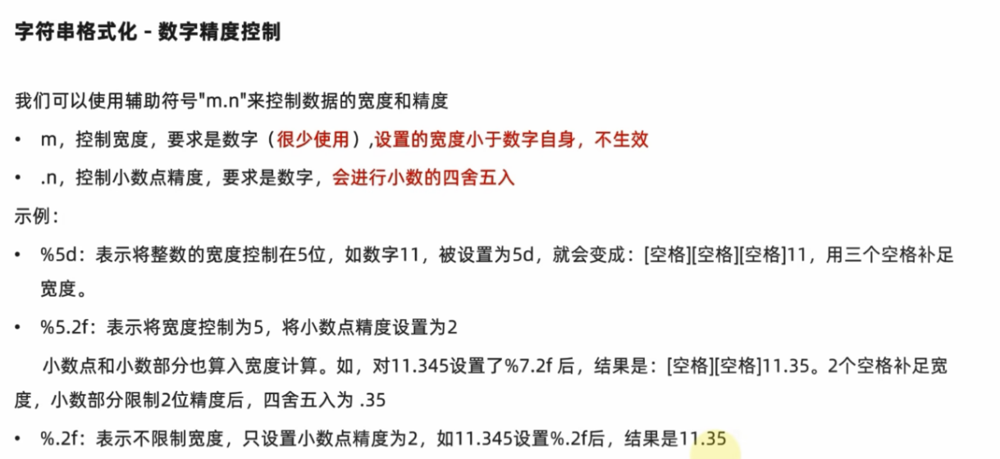 字符串格式化 - 数字精度控制
我们可以使用辅助符号"m.n"来控制数据的宽度和精度
• m，控制宽度，要求是数字（很少使用）,设置的宽度小于数字自身，不生效
• .n，控制小数点精度，要求是数字，会进行小数的四舍五入
示例：
• %5d：表示将整数的宽度控制在5位，如数字11，被设置为5d，就会变成：[空格][空格][空格]11，用三个空格补足
宽度。
• %5.2f：表示将宽度控制为5，将小数点精度设置为2
小数点和小数部分也算入宽度计算。如，对11.345设置了%7.2f 后，结果是：[空格][空格]11.35。2个空格补足宽
度，小数部分限制2位精度后，四舍五入为 .35
• %.2f：表示不限制宽度，只设置小数点精度为2，如11.345设置%.2f后，结果是11.35